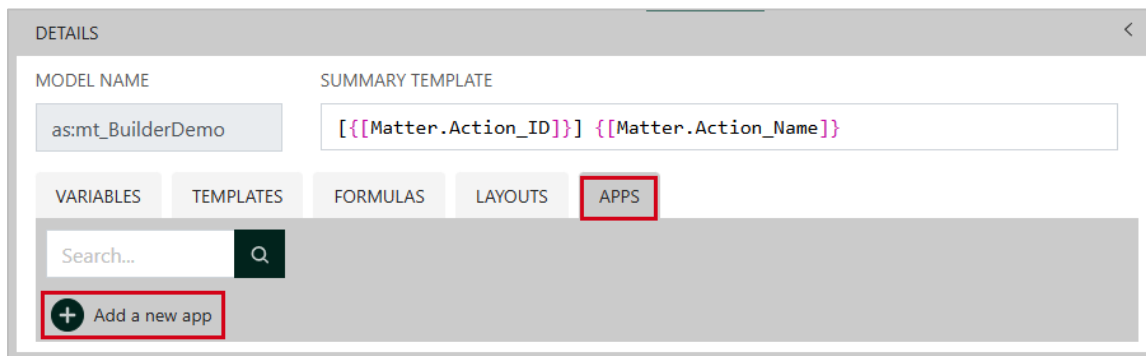 DETAILS
MODEL NAME
SUMMARY TEMPLATE
as:mt_BuilderDemo
[{[Matter.Action_ID]}] {[Matter.Action_Name]}
VARIABLES TEMPLATES FORMULAS LAYOUTS APPS
Search...
Add a new app